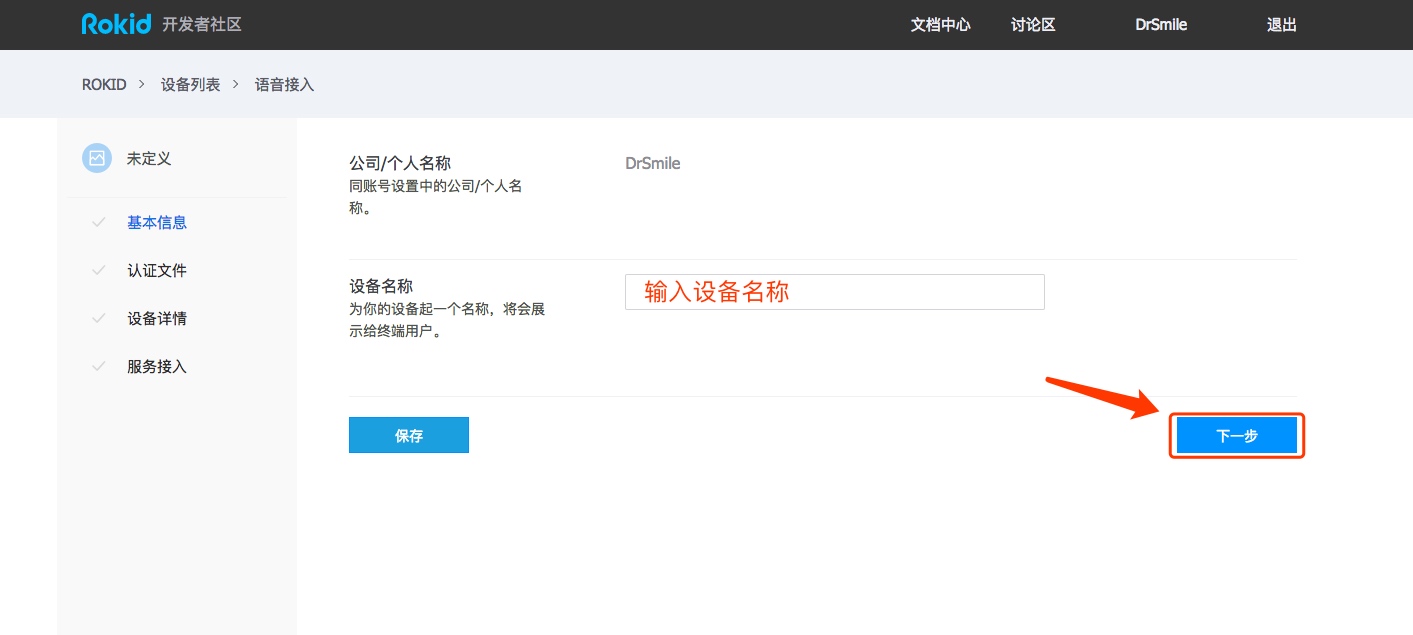 Rokid 开发者社区
文档中心 讨论区 DrSmile 退出
ROKID > 设备列表 > 语音接入
未定义
基本信息
认证文件
设备详情
服务接入
公司/个人名称
同账号设置中的公司/个人名
称。
DrSmile
设备名称
为你的设备起一个名称，将会展
示给终端用户。
输入设备名称
保存
下一步